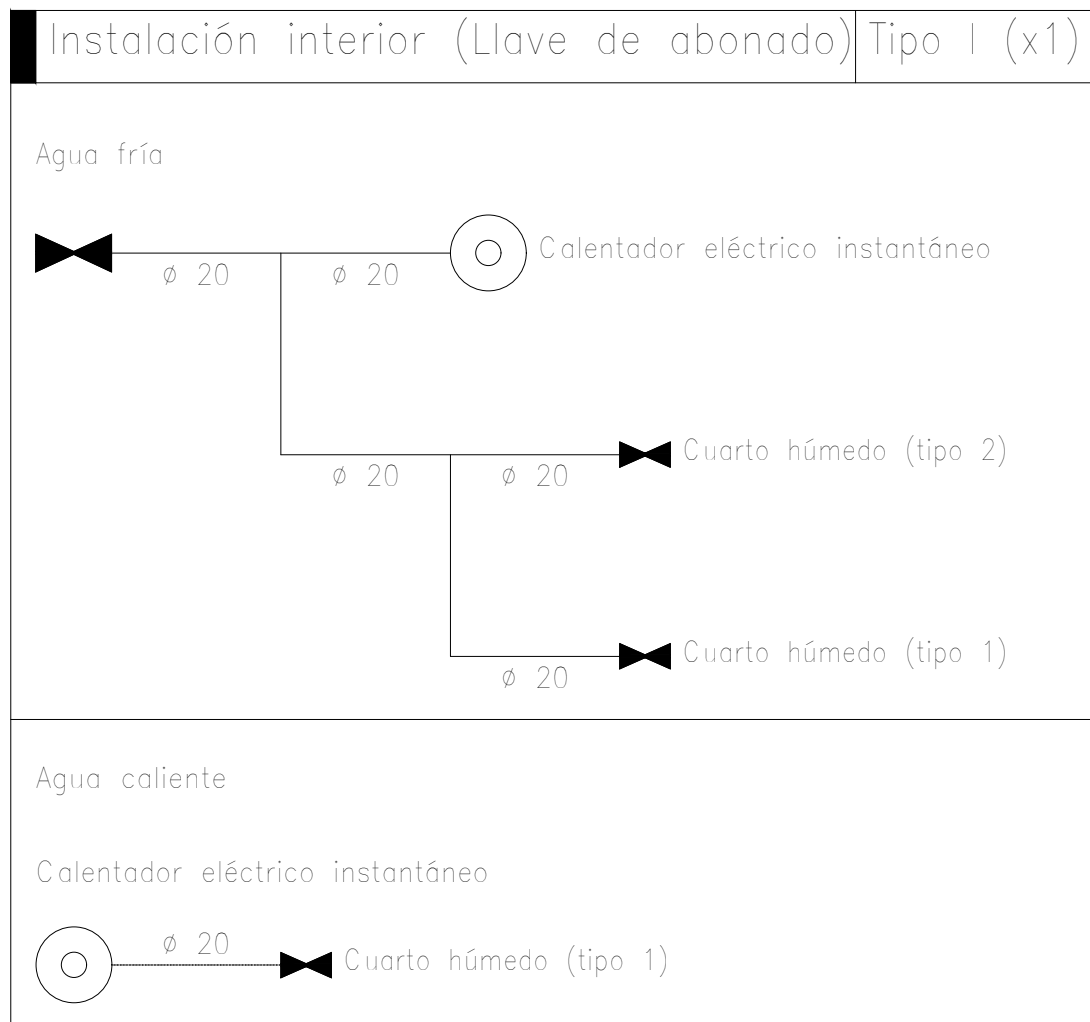 Instalación interior (Llave de abonado) Tipo I (x1)
Agua fría
Calentador eléctrico instantáneo
ø 20 ø 20
Cuarto húmedo (tipo 2)
ø 20 ø 20
Cuarto húmedo (tipo 1)
ø 20
Agua caliente
Calentador eléctrico instantáneo
ø 20
Cuarto húmedo (tipo 1)